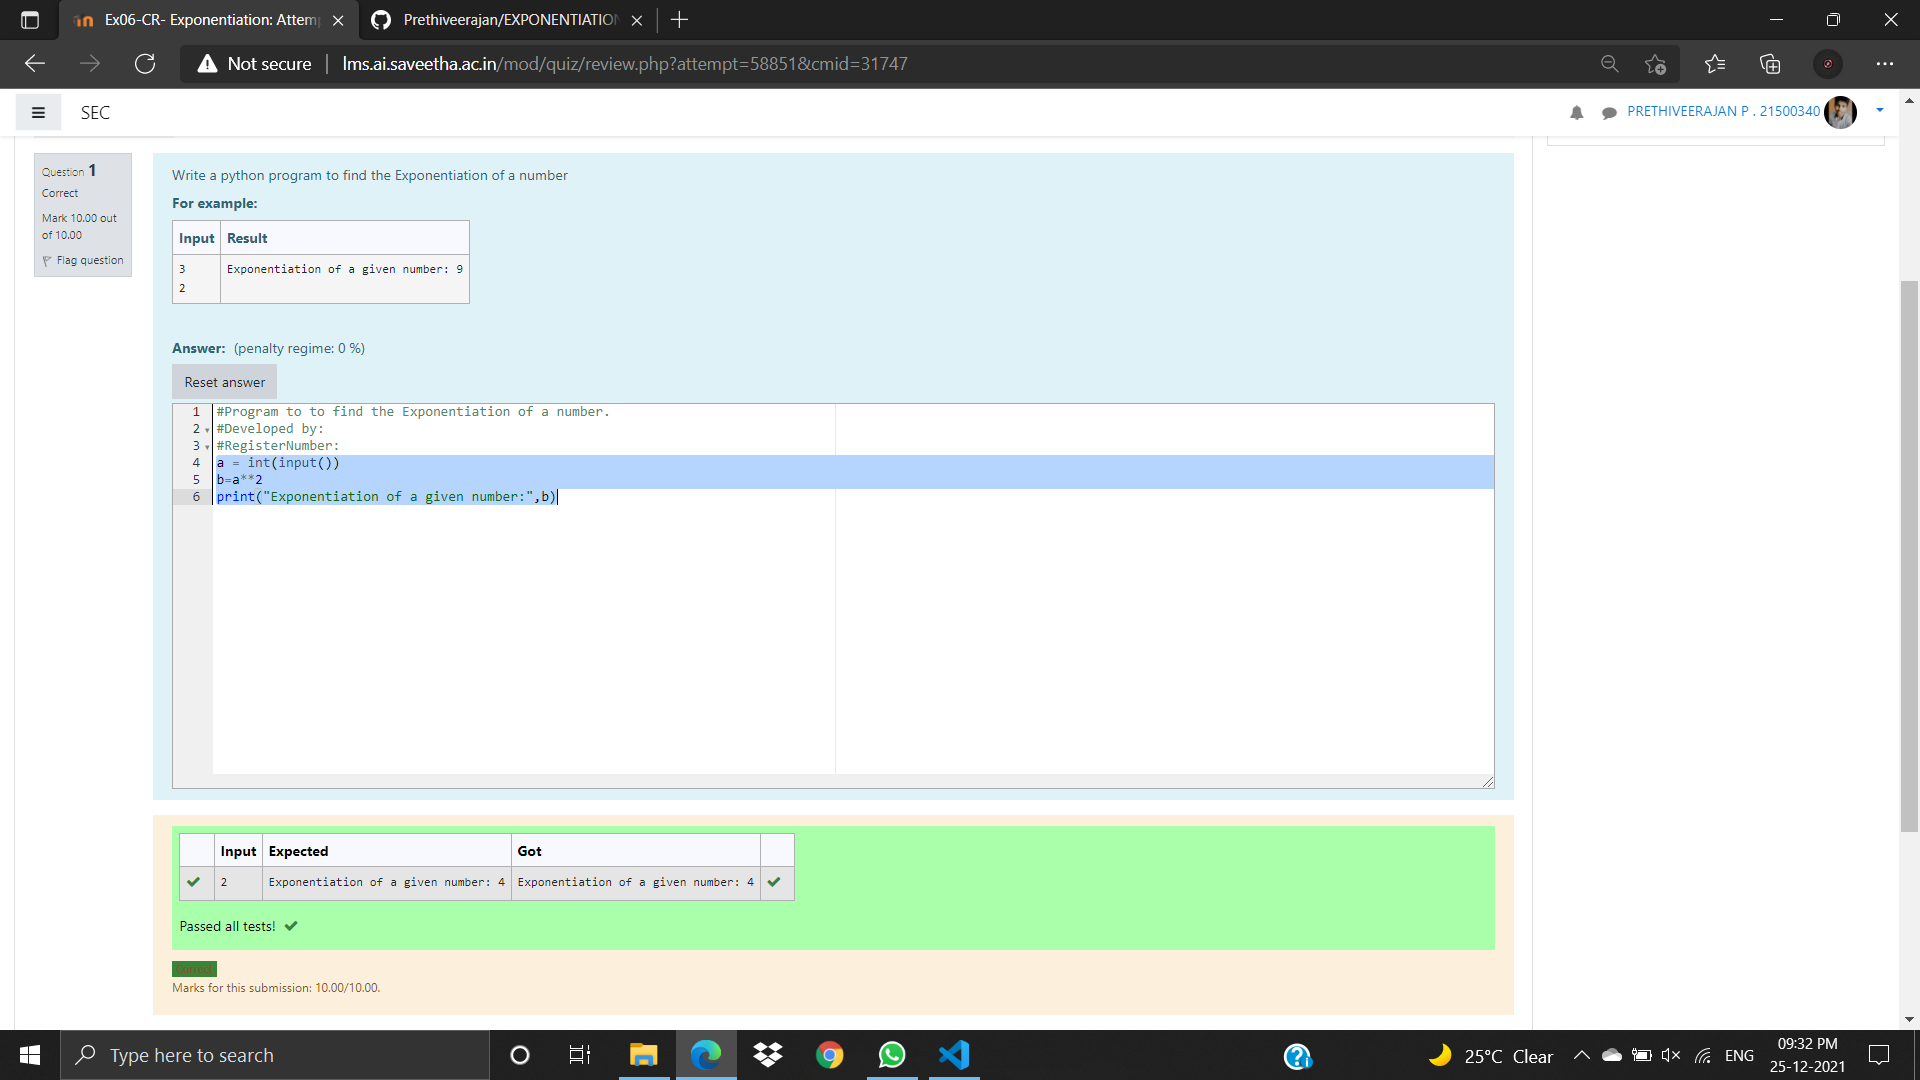 Ex06-CR- Exponentiation: Attem
Prethiveerajan/EXPONENTIATION
Not secure
lms.ai.saveetha.ac.in/mod/quiz/review.php?attempt=58851&cmid=31747
SEC
PRETHIVEERAJAN P . 21500340
Question 1
Correct
Mark 10.00 out
of 10.00
Flag question
Write a python program to find the Exponentiation of a number
For example:
Input Result
3 Exponentiation of a given number: 9
2
Answer: (penalty regime: 0 %)
Reset answer
1 #Program to to find the Exponentiation of a number.
2 #Developed by:
3 #RegisterNumber:
4 a = int(input())
5 b=a**2
6 print("Exponentiation of a given number:",b)
Input Expected Got
2 Exponentiation of a given number: 4 Exponentiation of a given number: 4
Passed all tests!
Correct
Marks for this submission: 10.00/10.00.
Type here to search
25°C Clear
ENG
09:32 PM
25-12-2021